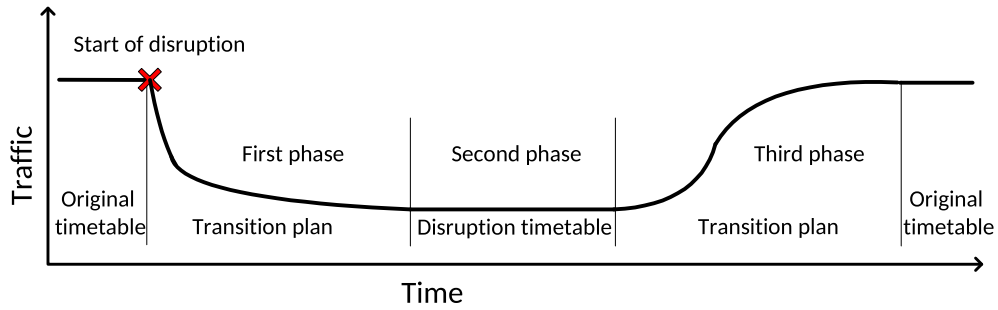 Start of disruption
Traffic
First phase
Second phase
Third phase
Original
timetable
Transition plan
Disruption timetable
Transition plan
Original
timetable
Time